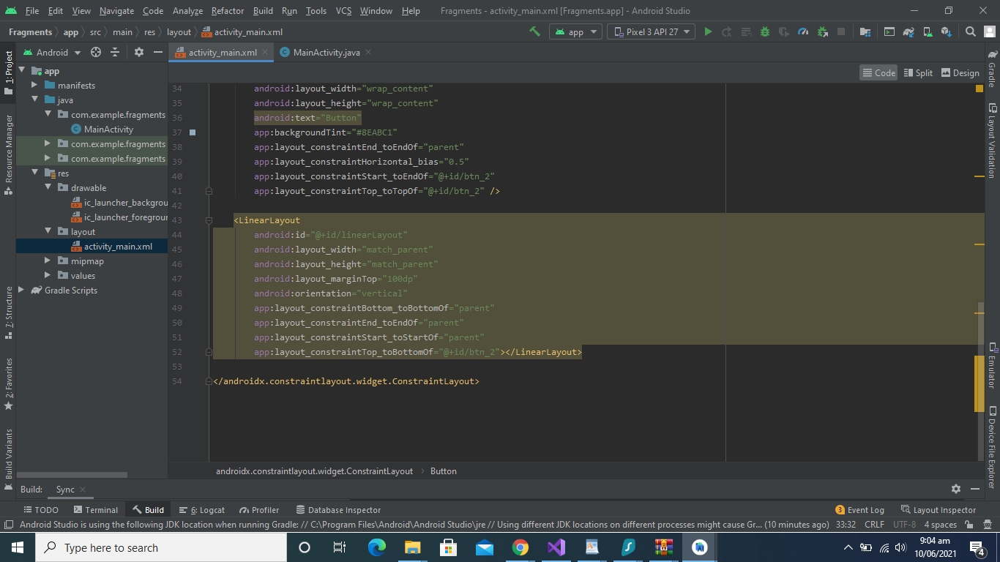 File Edit View Navigate Code Analyze Refactor Build Run Tools VCS Window Help Fragments - activity_main.xml [Fragments.app] - Android Studio
Fragments app src main res layout activity_main.xml app Pixel 3 API 27
Android activity_main.xml MainActivity.java
Code Split Design
1: Project
Resource Manager
7: Structure
2: Favorites
Build Variants
app
manifests
java
com.example.fragments
MainActivity
com.example.fragments
com.example.fragments
res
drawable
ic_launcher_backgrou
ic_launcher_foregroun
layout
activity_main.xml
mipmap
values
Gradle Scripts
34 android:layout_width="wrap_content"
35 android:layout_height="wrap_content"
36 android:text="Button"
37 app:backgroundTint="#8EABC1"
38 app:layout_constraintEnd_toEndOf="parent"
39 app:layout_constraintHorizontal_bias="0.5"
40 app:layout_constraintStart_toEndOf="@+id/btn_2"
41 app:layout_constraintTop_toTopOf="@+id/btn_2" />
42
43 <LinearLayout
44 android:id="@+id/linearLayout"
45 android:layout_width="match_parent"
46 android:layout_height="match_parent"
47 android:layout_marginTop="100dp"
48 android:orientation="vertical"
49 app:layout_constraintBottom_toBottomOf="parent"
50 app:layout_constraintEnd_toEndOf="parent"
51 app:layout_constraintStart_toStartOf="parent"
52 app:layout_constraintTop_toBottomOf="@+id/btn_2"></LinearLayout>
53
54 </androidx.constraintlayout.widget.ConstraintLayout>
androidx.constraintlayout.widget.ConstraintLayout Button
Gradle
Layout Validation
Emulator
Device File Explorer
Build: Sync
TODO Terminal Build 6: Logcat Profiler Database Inspector 3 Event Log Layout Inspector
Android Studio is using the following JDK location when running Gradle: // C:\Program Files\Android\Android Studio\jre // Using different JDK locations on different processes might cause Gr... (10 minutes ago) 33:32 CRLF UTF-8 4 spaces
Type here to search
9:04 am
10/06/2021
4